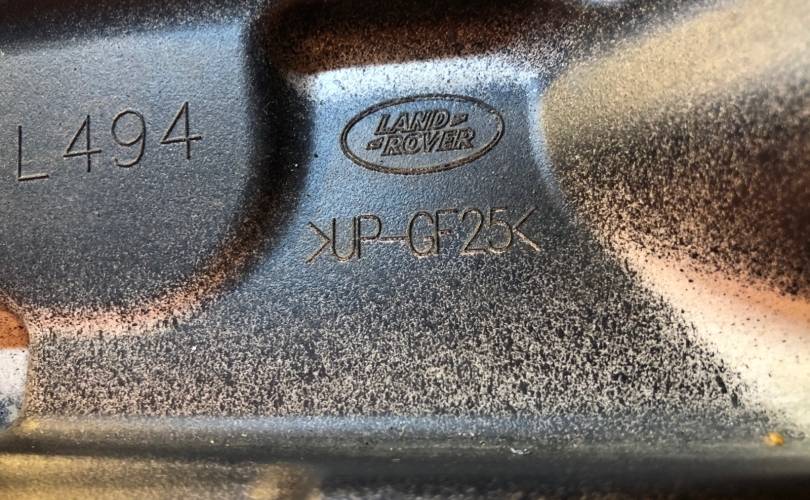 L494
LAND-
-ROVER
>UP-GF25<